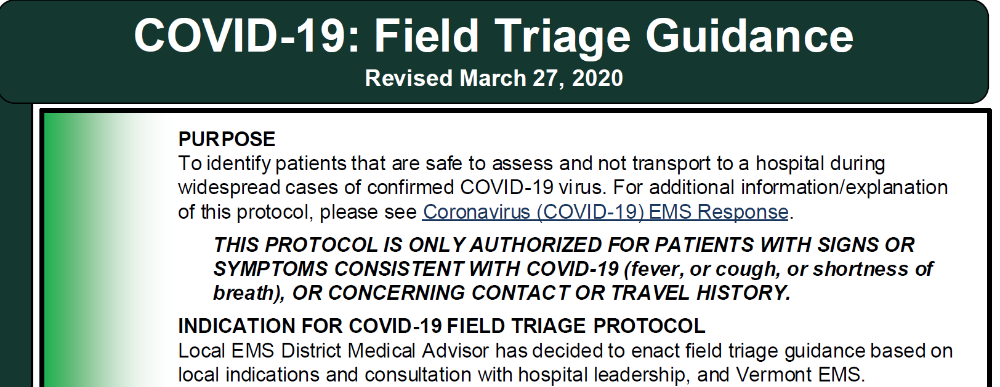 COVID-19: Field Triage Guidance
Revised March 27, 2020
PURPOSE
To identify patients that are safe to assess and not transport to a hospital during
widespread cases of confirmed COVID-19 virus. For additional information/explanation
of this protocol, please see Coronavirus (COVID-19) EMS Response.
THIS PROTOCOL IS ONLY AUTHORIZED FOR PATIENTS WITH SIGNS OR
SYMPTOMS CONSISTENT WITH COVID-19 (fever, or cough, or shortness of
breath), OR CONCERNING CONTACT OR TRAVEL HISTORY.
INDICATION FOR COVID-19 FIELD TRIAGE PROTOCOL
Local EMS District Medical Advisor has decided to enact field triage guidance based on
local indications and consultation with hospital leadership, and Vermont EMS.